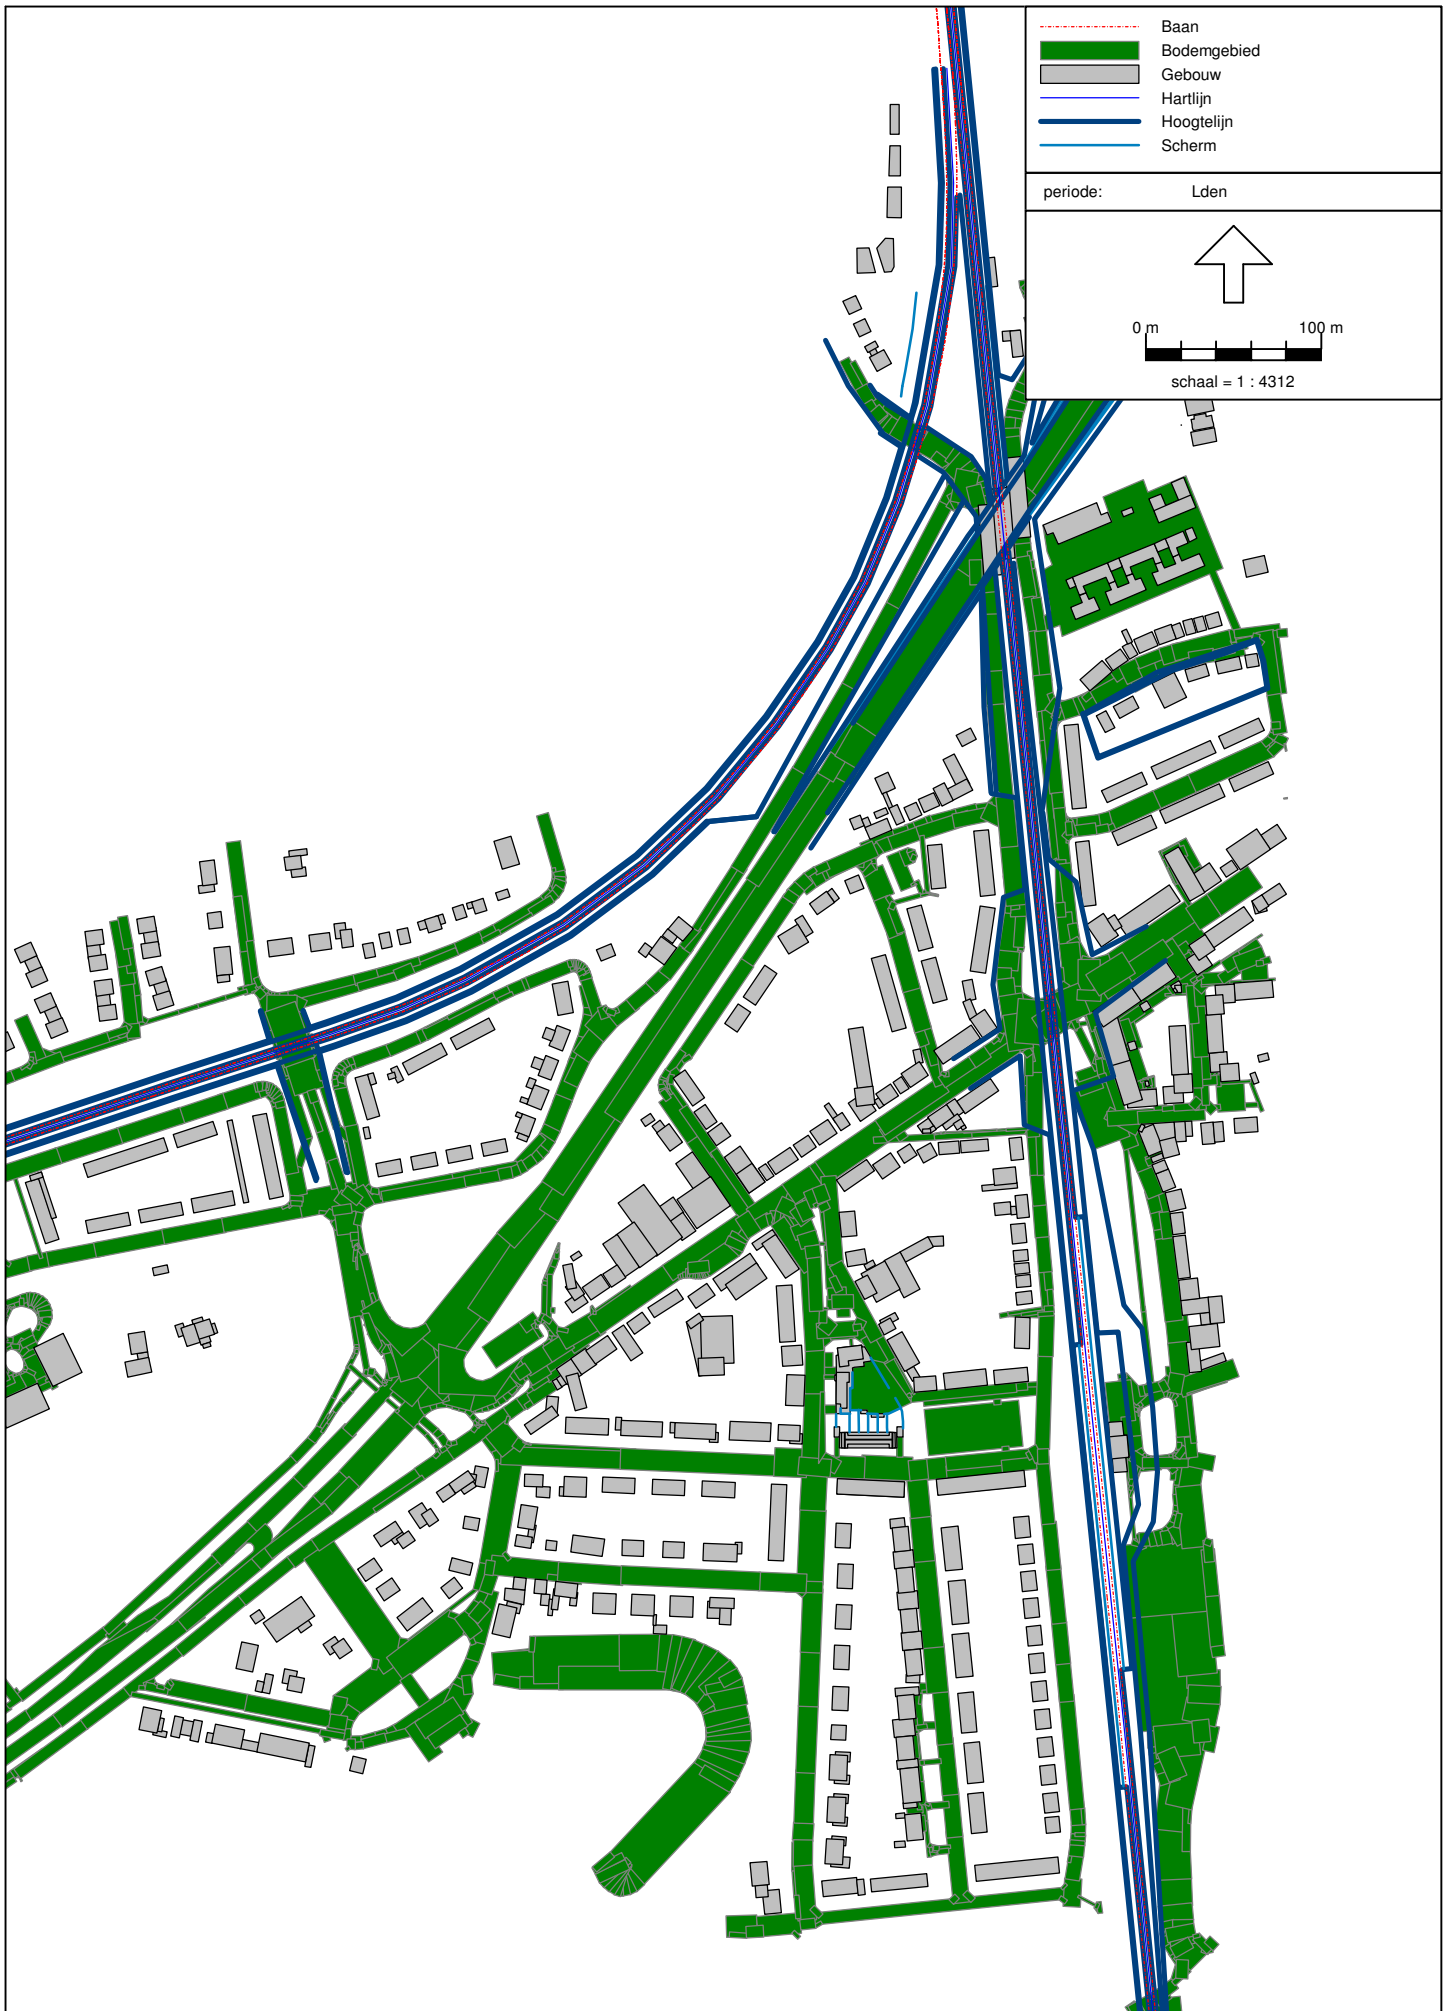 Baan
Bodemgebied
Gebouw
Hartlijn
Hoogtelijn
Scherm
periode: Lden
0 m 100 m
schaal = 1 : 4312